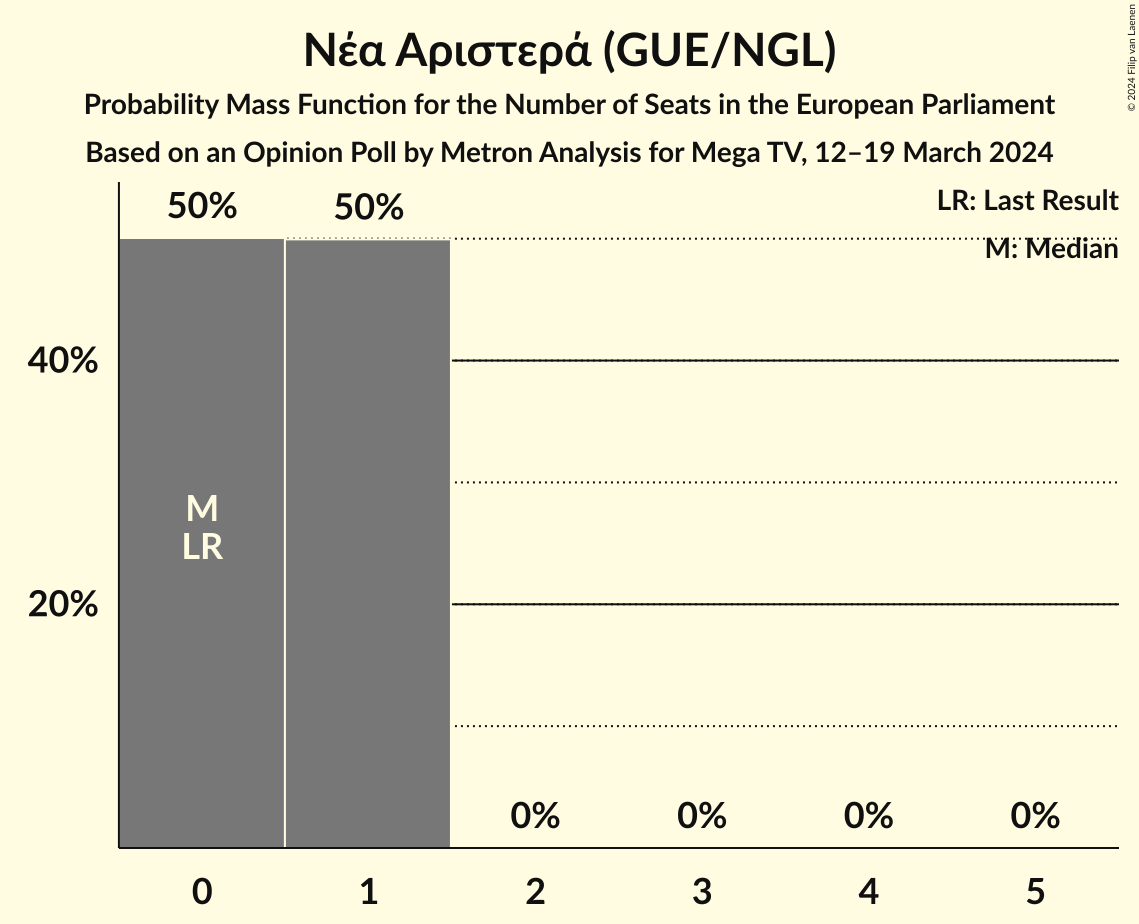 Νέα Αριστερά (GUE/NGL)
Probability Mass Function for the Number of Seats in the European Parliament
Based on an Opinion Poll by Metron Analysis for Mega TV, 12–19 March 2024
© 2024 Filip van Laenen
LR: Last Result
M: Median
50%
50%
40%
20%
M
LR
0%
0%
0%
0%
0
1
2
3
4
5